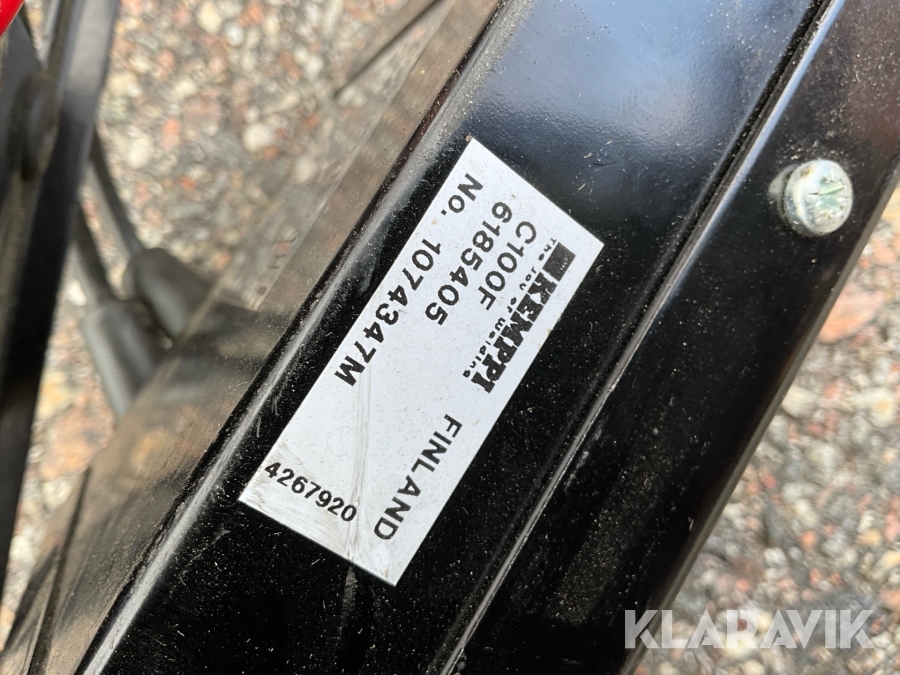 KEMPPI FINLAND
The Joy of Welding
C100F
6185405
No. 1074347M
4267920
KLARAVIK